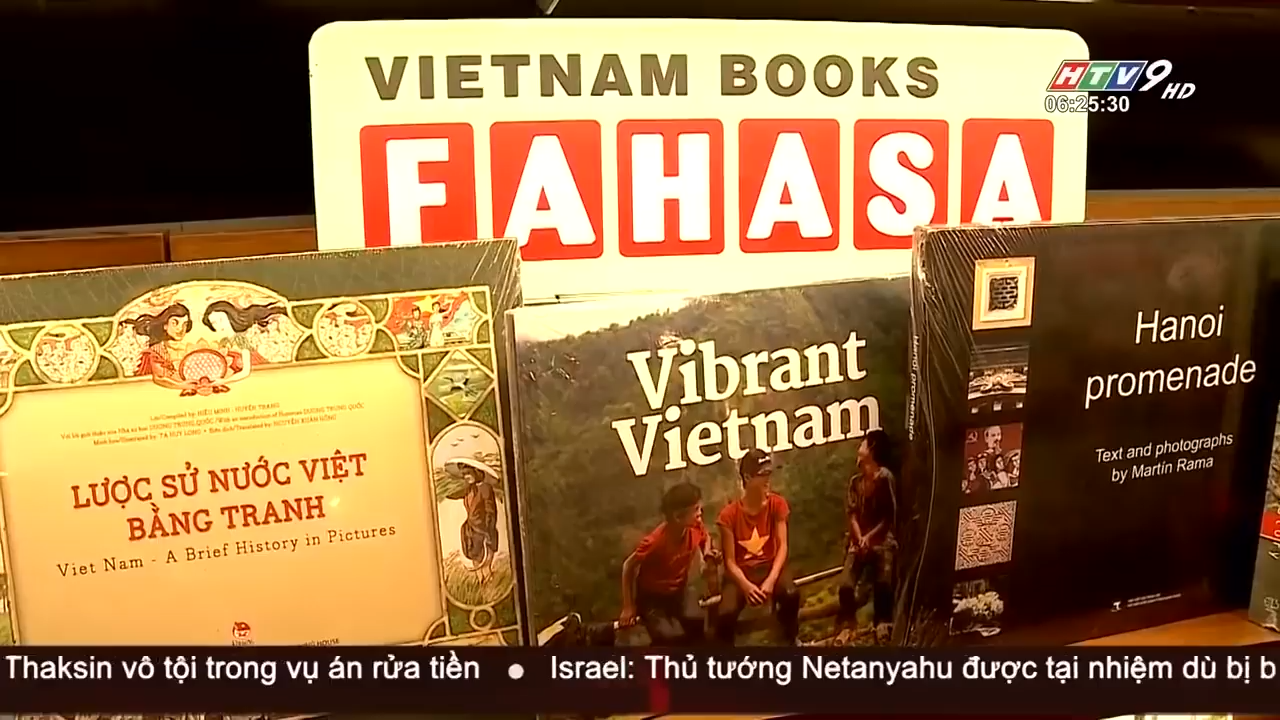 VIETNAM BOOKS
FAHASA
HTV9 HD
06:25:30
LƯỢC SỬ NƯỚC VIỆT
BẰNG TRANH
Viet Nam - A Brief History in Pictures
Vibrant
Vietnam
Hanoi promenade
Hanoi
promenade
Text and photographs
by Martín Rama
Thaksin vô tội trong vụ án rửa tiền ● Israel: Thủ tướng Netanyahu được tại nhiệm dù bị b